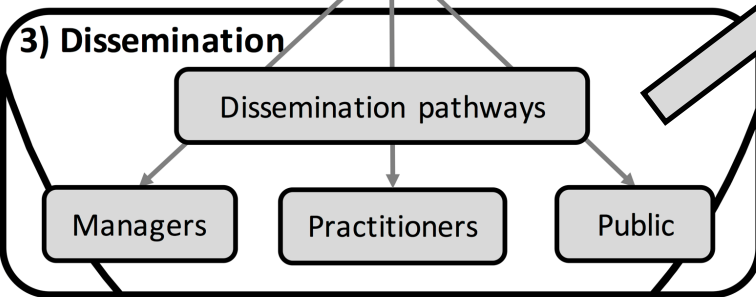 3) Dissemination
Dissemination pathways
Managers
Practitioners
Public